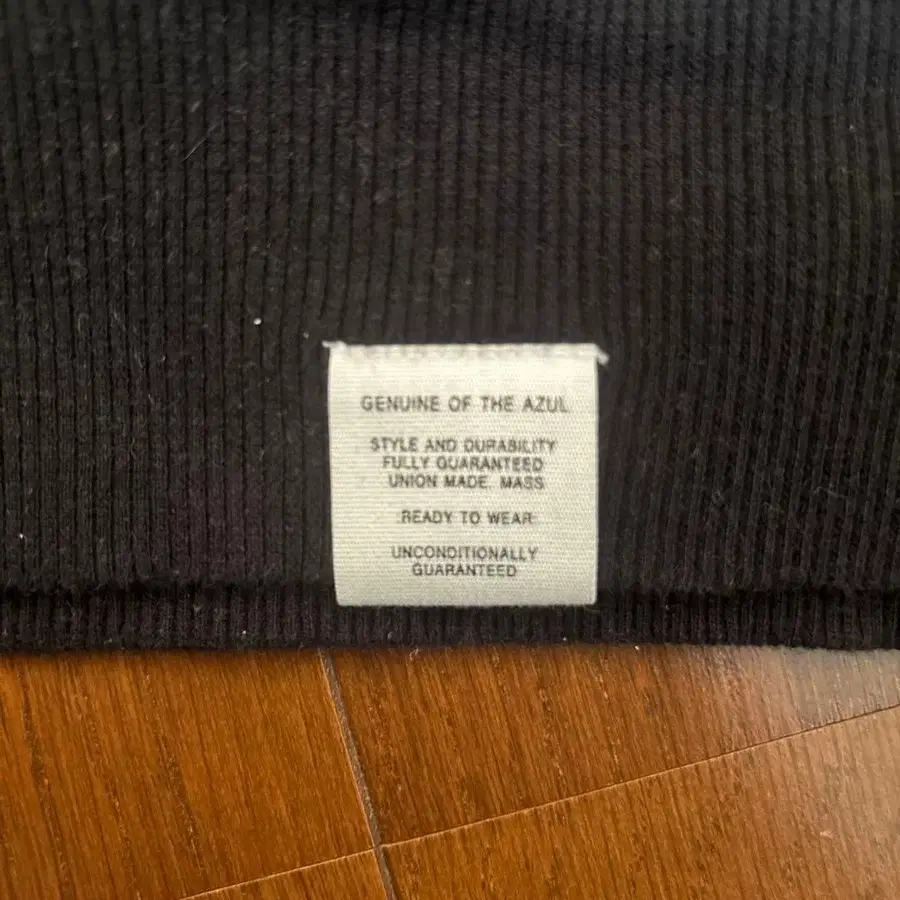 GENUINE OF THE AZUL
STYLE AND DURABILITY
FULLY GUARANTEED
UNION MADE, MASS
READY TO WEAR
UNCONDITIONALLY
GUARANTEED